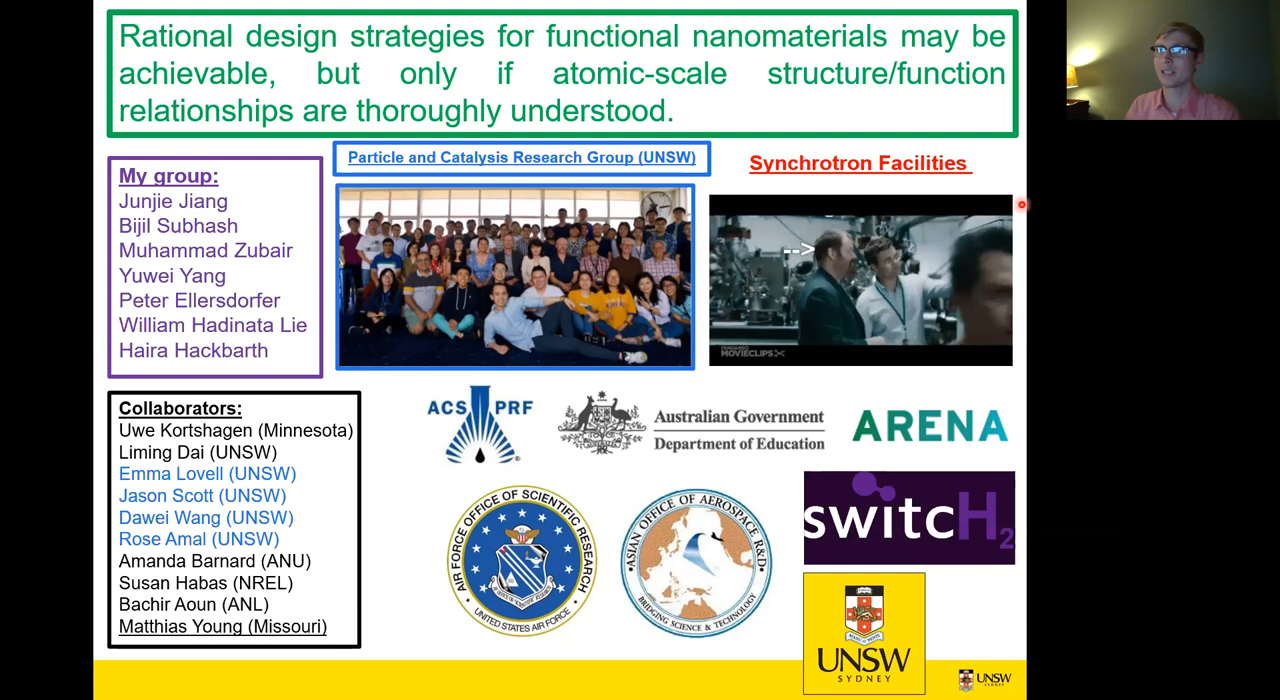 Rational design strategies for functional nanomaterials may be
achievable, but only if atomic-scale structure/function
relationships are thoroughly understood.
My group:
Junjie Jiang
Bijil Subhash
Muhammad Zubair
Yuwei Yang
Peter Ellersdorfer
William Hadinata Lie
Haira Hackbarth
Particle and Catalysis Research Group (UNSW)
Synchrotron Facilities
-->
FANDANGO
MOVIECLIPS
Collaborators:
Uwe Kortshagen (Minnesota)
Liming Dai (UNSW)
Emma Lovell (UNSW)
Jason Scott (UNSW)
Dawei Wang (UNSW)
Rose Amal (UNSW)
Amanda Barnard (ANU)
Susan Habas (NREL)
Bachir Aoun (ANL)
Matthias Young (Missouri)
ACS PRF
®
Australian Government
Department of Education
ARENA
AIR FORCE OFFICE OF SCIENTIFIC RESEARCH
UNITED STATES AIR FORCE
•ASIAN OFFICE OF AEROSPACE R&D•
BRIDGING SCIENCE & TECHNOLOGY
switcH2
UNSW
SYDNEY
UNSW
SYDNEY